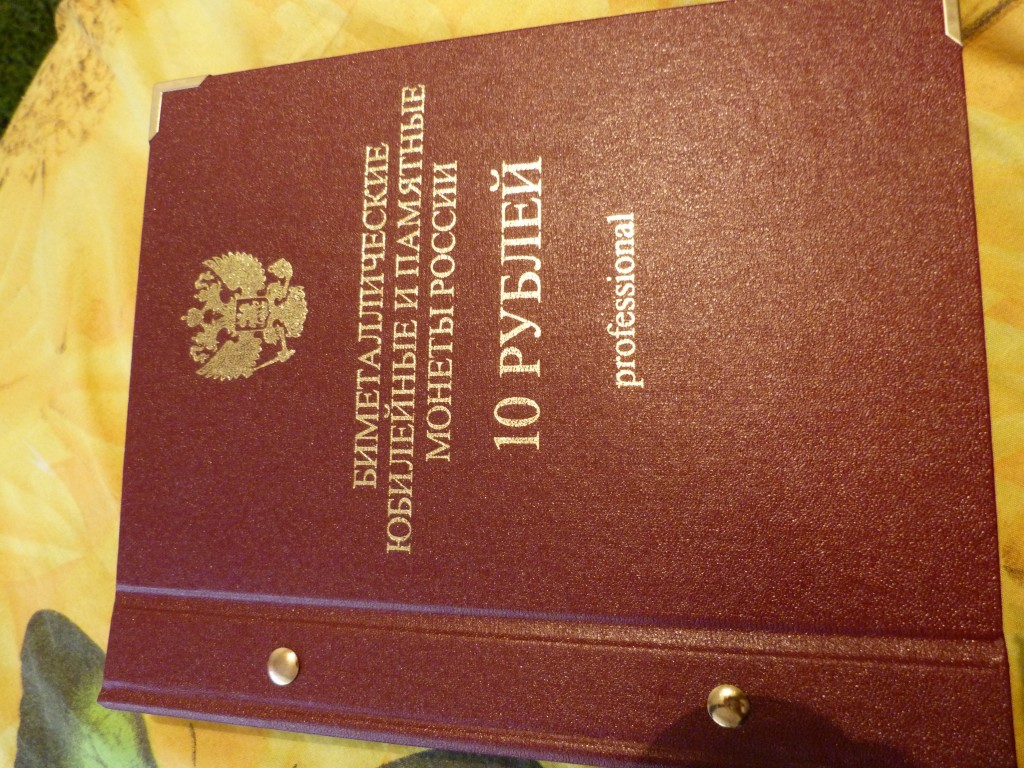 БИМЕТАЛЛИЧЕСКИЕ
ЮБИЛЕЙНЫЕ И ПАМЯТНЫЕ
МОНЕТЫ РОССИИ
10 РУБЛЕЙ
professional